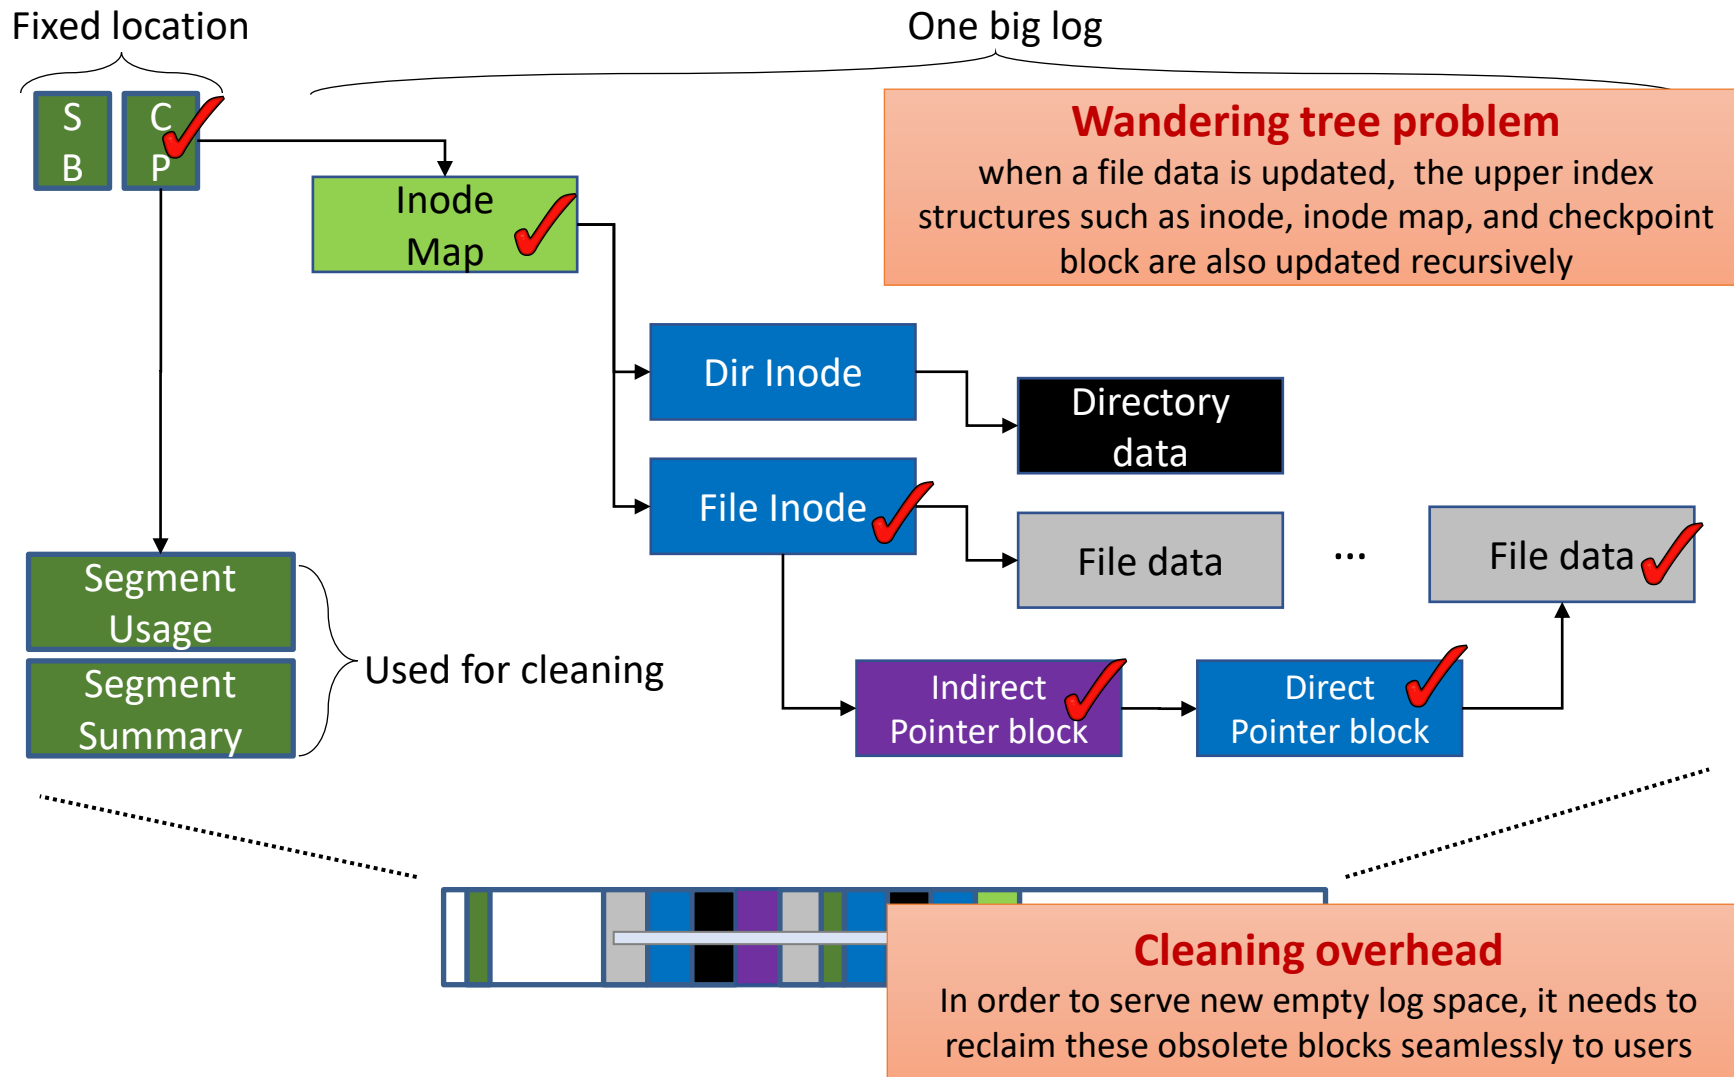 Fixed location
One big log
S
B
C
P
Wandering tree problem
when a file data is updated, the upper index
structures such as inode, inode map, and checkpoint
block are also updated recursively
Inode
Map
Dir Inode
Directory
data
File Inode
File data
...
File data
Segment
Usage
Used for cleaning
Segment
Summary
Indirect
Pointer block
Direct
Pointer block
Cleaning overhead
In order to serve new empty log space, it needs to
reclaim these obsolete blocks seamlessly to users